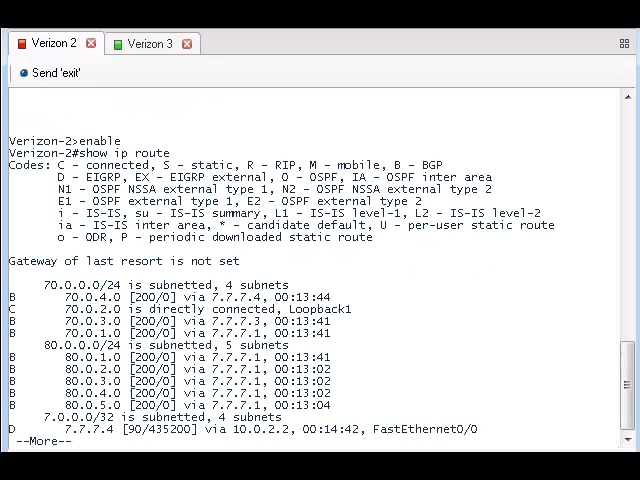 Verizon 2
Verizon 3
Send 'exit'
Verizon-2>enable
Verizon-2#show ip route
Codes: C - connected, S - static, R - RIP, M - mobile, B - BGP
       D - EIGRP, EX - EIGRP external, O - OSPF, IA - OSPF inter area
       N1 - OSPF NSSA external type 1, N2 - OSPF NSSA external type 2
       E1 - OSPF external type 1, E2 - OSPF external type 2
       i - IS-IS, su - IS-IS summary, L1 - IS-IS level-1, L2 - IS-IS level-2
       ia - IS-IS inter area, * - candidate default, U - per-user static route
       o - ODR, P - periodic downloaded static route
Gateway of last resort is not set
     70.0.0.0/24 is subnetted, 4 subnets
B       70.0.4.0 [200/0] via 7.7.7.4, 00:13:44
C       70.0.2.0 is directly connected, Loopback1
B       70.0.3.0 [200/0] via 7.7.7.3, 00:13:41
B       70.0.1.0 [200/0] via 7.7.7.1, 00:13:41
     80.0.0.0/24 is subnetted, 5 subnets
B       80.0.1.0 [200/0] via 7.7.7.1, 00:13:41
B       80.0.2.0 [200/0] via 7.7.7.1, 00:13:02
B       80.0.3.0 [200/0] via 7.7.7.1, 00:13:02
B       80.0.4.0 [200/0] via 7.7.7.1, 00:13:02
B       80.0.5.0 [200/0] via 7.7.7.1, 00:13:04
     7.0.0.0/32 is subnetted, 4 subnets
D       7.7.7.4 [90/435200] via 10.0.2.2, 00:14:42, FastEthernet0/0
 --More--